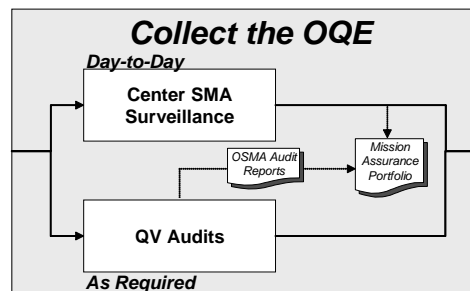 Collect the OQE
Day-to-Day
Center SMA
Surveillance
OSMA Audit
Reports
Mission
Assurance
Portfolio
QV Audits
As Required